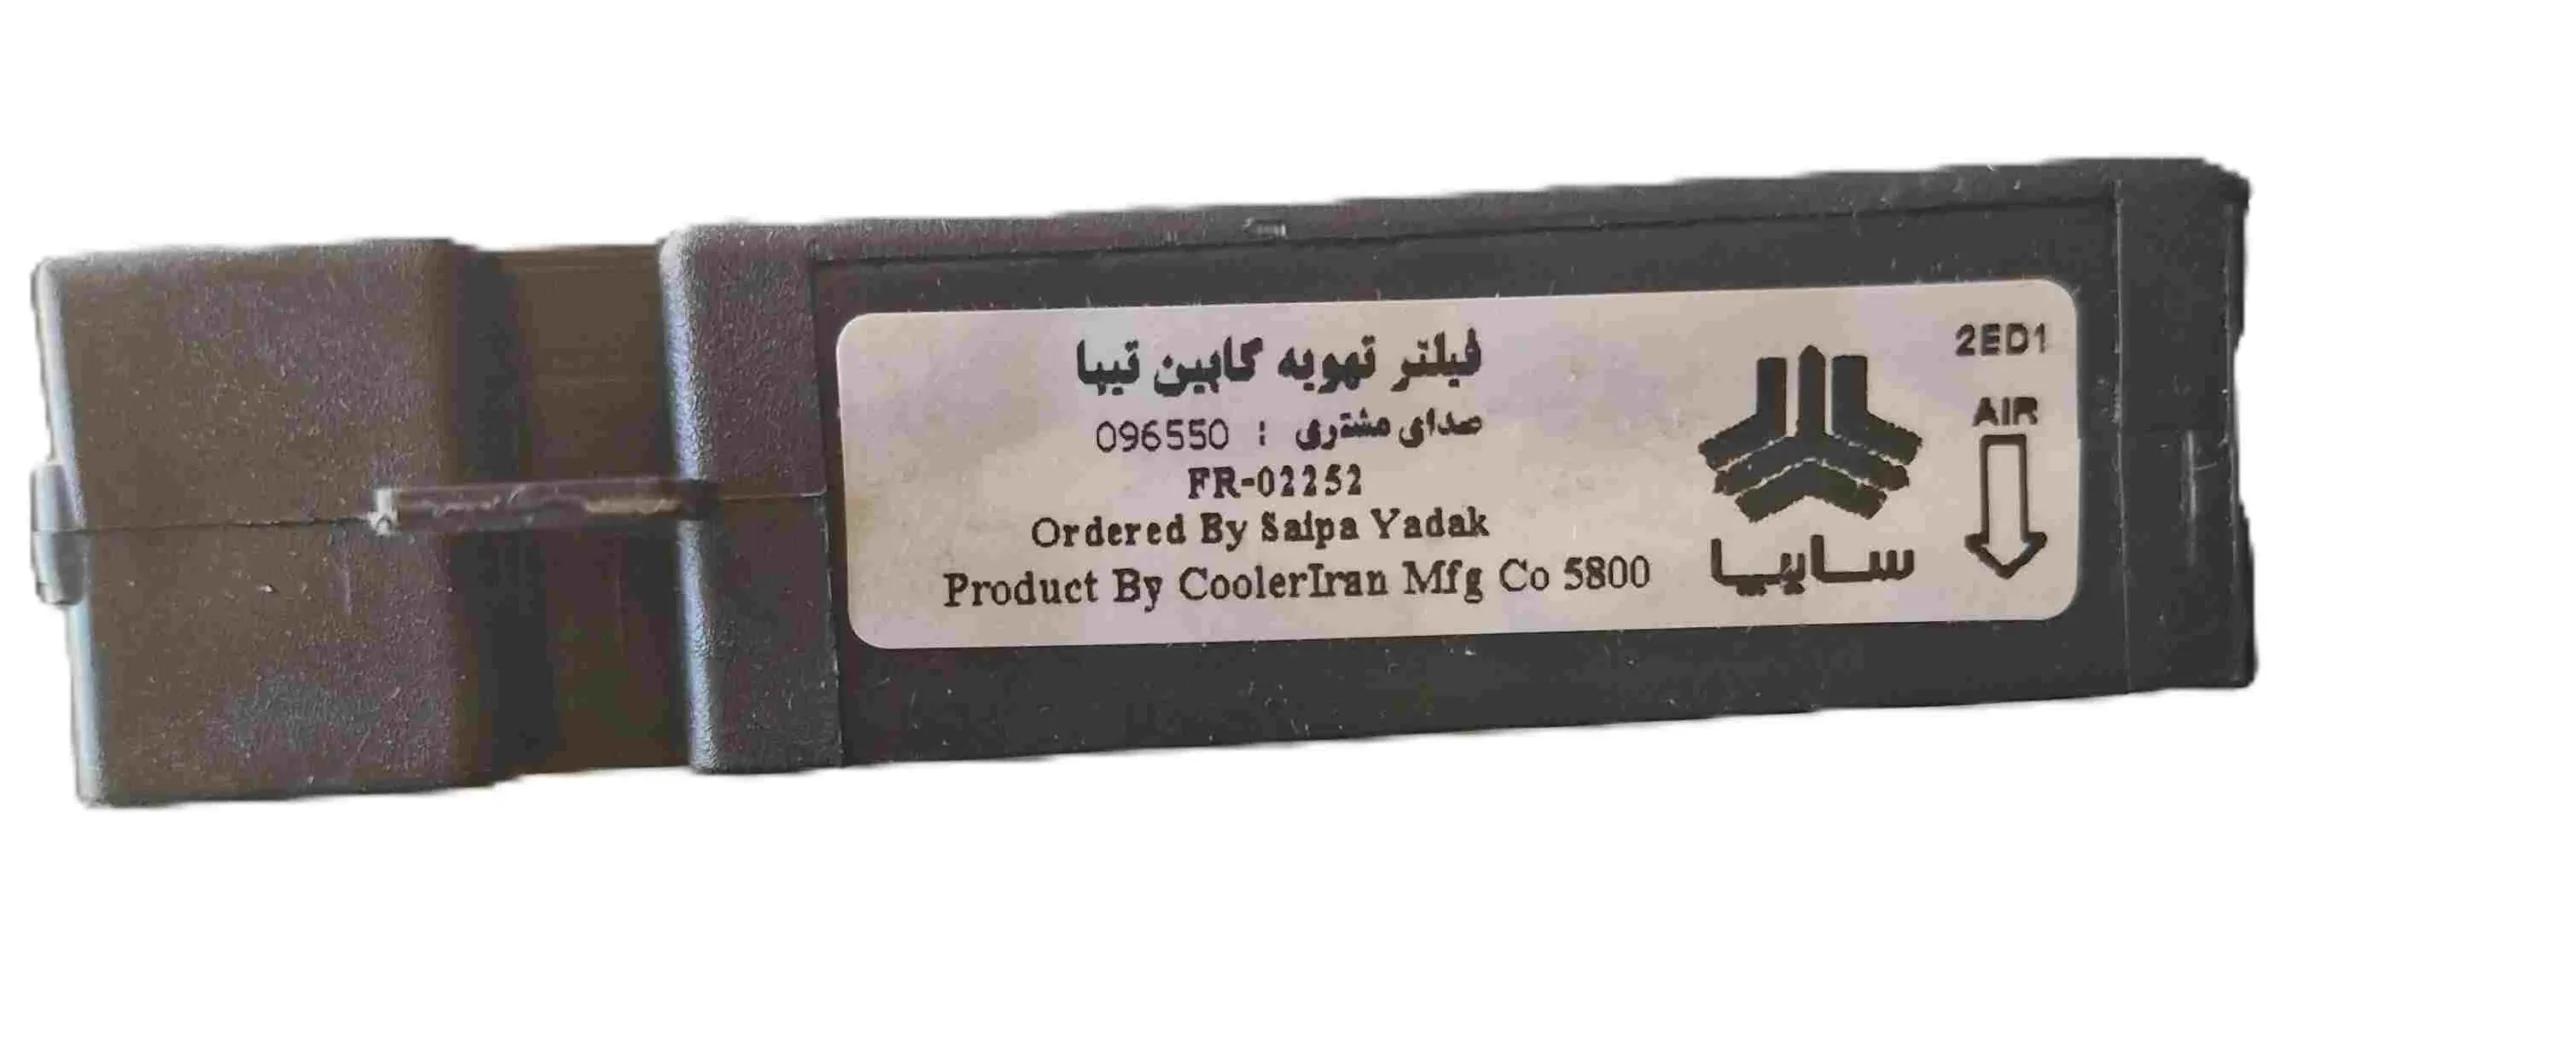 فیلتر تهویه کابین تیبا
صدای مشتری : 096550
FR-02252
Ordered By Saipa Yadak
Product By CoolerIran Mfg Co 5800
سایپا
2ED1
AIR